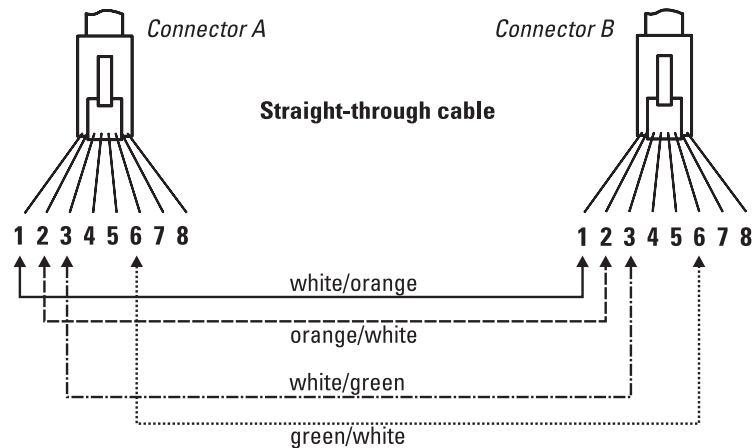 Connector A
Connector B
Straight-through cable
1 2 3 4 5 6 7 8
1 2 3 4 5 6 7 8
white/orange
orange/white
white/green
green/white